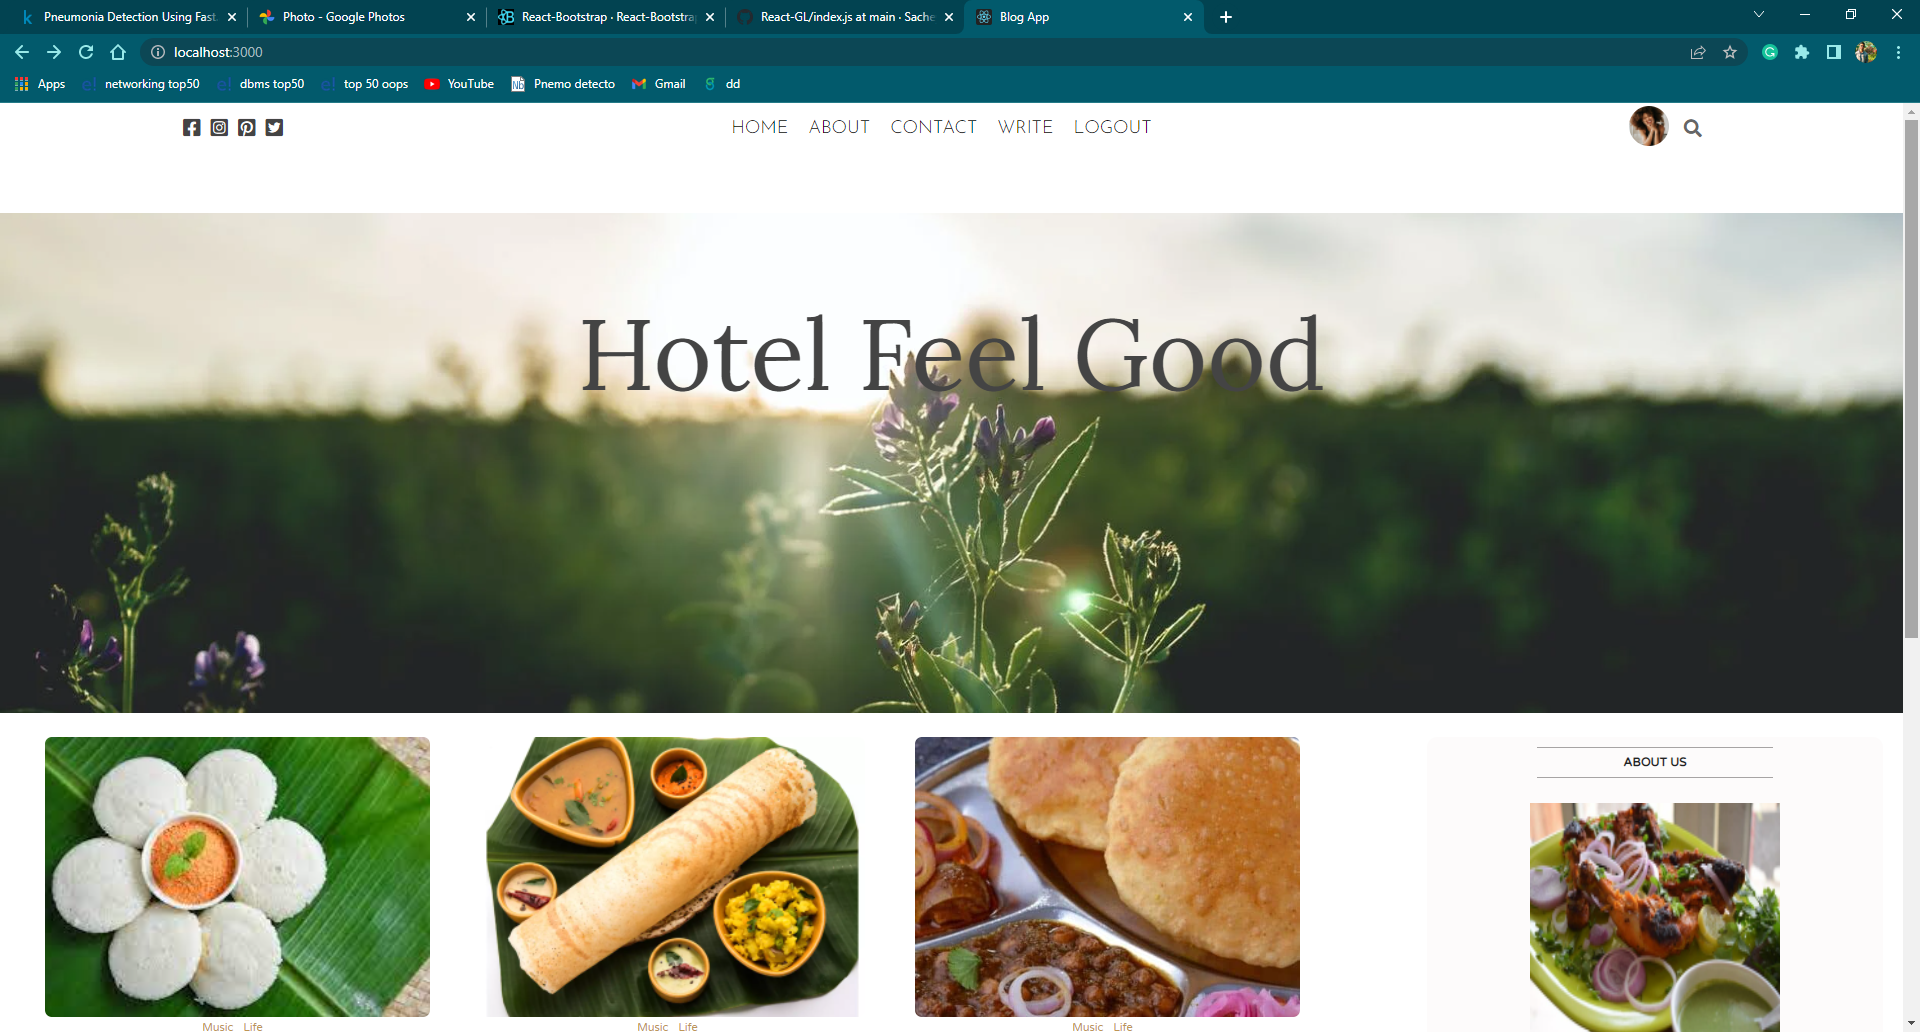 Pneumonia Detection Using Fast
Photo - Google Photos
React-Bootstrap · React-Bootstra
React-GL/index.js at main · Sache
Blog App
localhost:3000
Apps
networking top50
dbms top50
top 50 oops
YouTube
Pnemo detecto
Gmail
dd
HOME ABOUT CONTACT WRITE LOGOUT
Hotel Feel Good
ABOUT US
Music Life
Music Life
Music Life